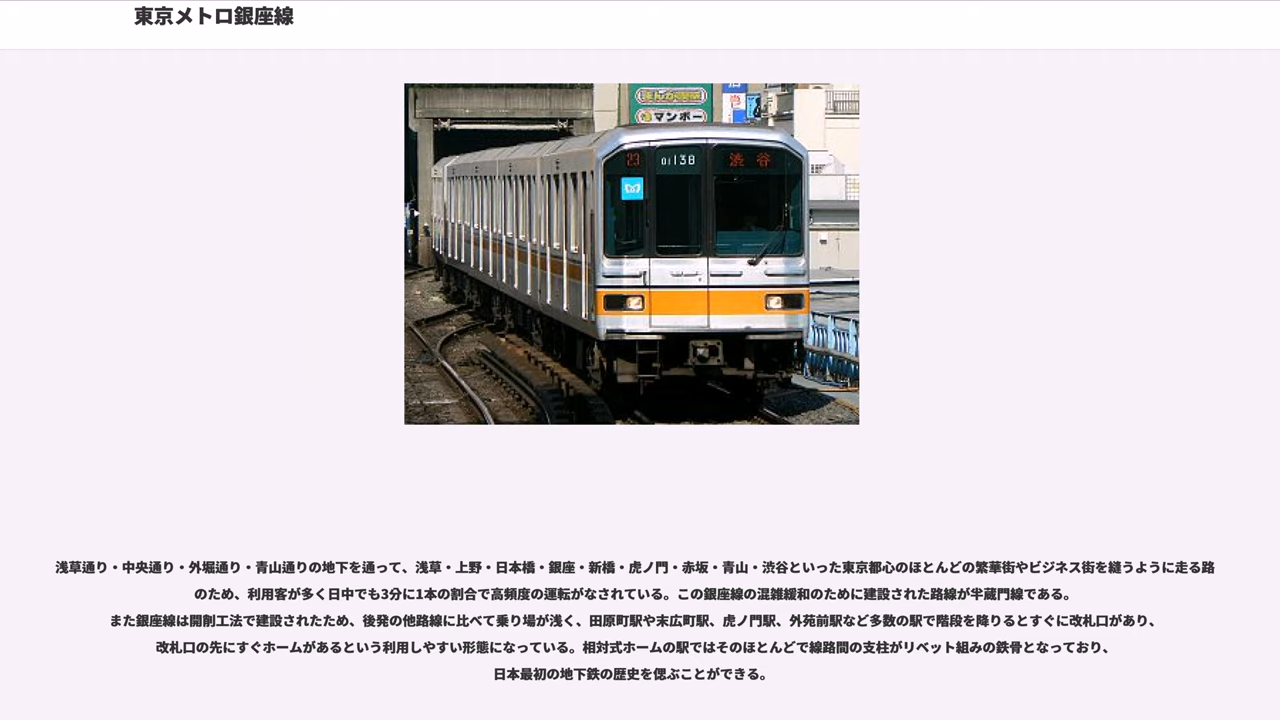 東京メトロ銀座線
マンボー
23
01138
渋谷
浅草通り・中央通り・外堀通り・青山通りの地下を通って、浅草・上野・日本橋・銀座・新橋・虎ノ門・赤坂・青山・渋谷といった東京都心のほとんどの繁華街やビジネス街を縫うように走る路
のため、利用客が多く日中でも3分に1本の割合で高頻度の運転がなされている。この銀座線の混雑緩和のために建設された路線が半蔵門線である。
また銀座線は開削工法で建設されたため、後発の他路線に比べて乗り場が浅く、田原町駅や末広町駅、虎ノ門駅、外苑前駅など多数の駅で階段を降りるとすぐに改札口があり、
改札口の先にすぐホームがあるという利用しやすい形態になっている。相対式ホームの駅ではそのほとんどで線路間の支柱がリベット組みの鉄骨となっており、
日本最初の地下鉄の歴史を偲ぶことができる。